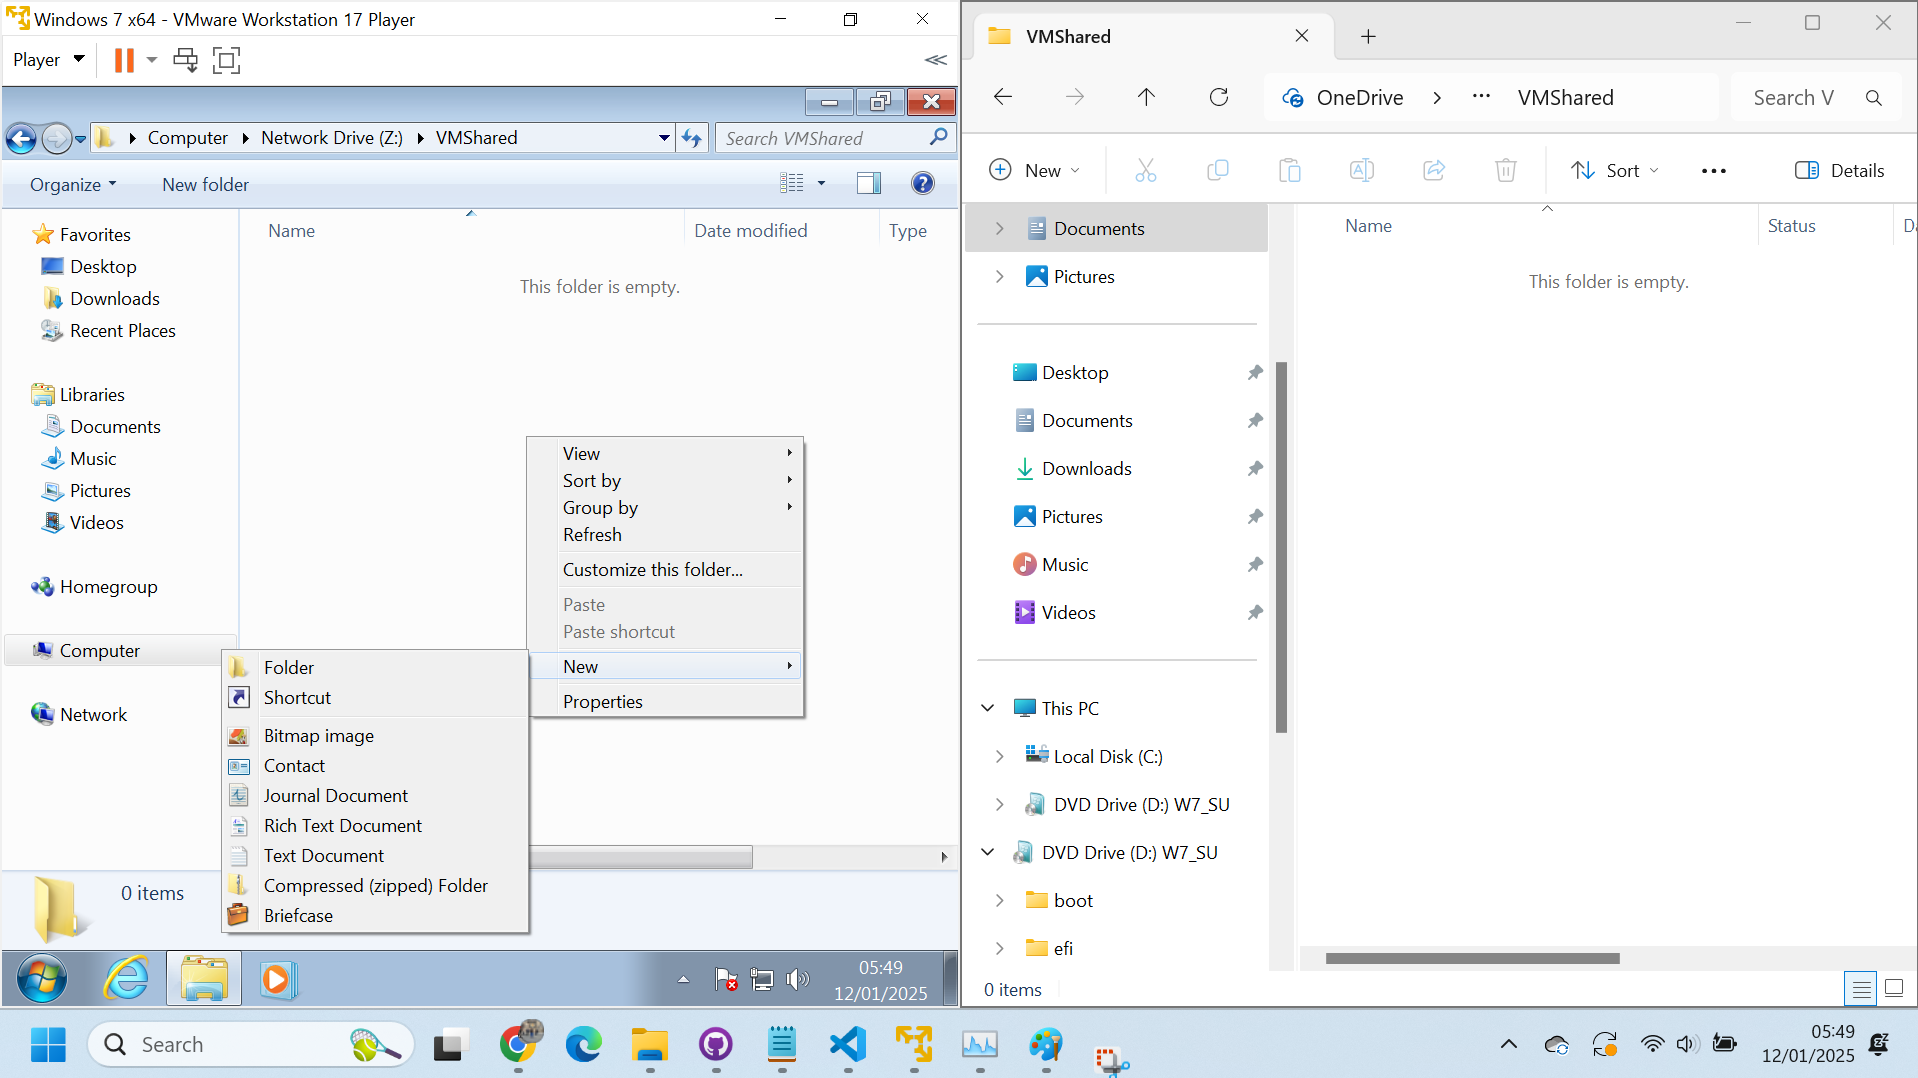 Windows 7 x64 - VMware Workstation 17 Player
Player
Computer
Network Drive (Z:)
VMShared
Search VMShared
Organize
New folder
Name
Date modified
Type
This folder is empty.
Favorites
Desktop
Downloads
Recent Places
Libraries
Documents
Music
Pictures
Videos
Homegroup
Computer
Network
View
Sort by
Group by
Refresh
Customize this folder...
Paste
Paste shortcut
New
Properties
Folder
Shortcut
Bitmap image
Contact
Journal Document
Rich Text Document
Text Document
Compressed (zipped) Folder
Briefcase
0 items
05:49
12/01/2025
VMShared
OneDrive
VMShared
Search V
New
Sort
Details
Documents
Pictures
Desktop
Documents
Downloads
Pictures
Music
Videos
This PC
Local Disk (C:)
DVD Drive (D:) W7_SU
DVD Drive (D:) W7_SU
boot
efi
Name
Status
Da
This folder is empty.
0 items
Search
05:49
12/01/2025